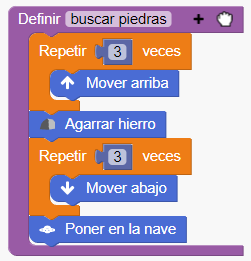 Definir buscar piedras +
Repetir 3 veces
Mover arriba
Agarrar hierro
Repetir 3 veces
Mover abajo
Poner en la nave